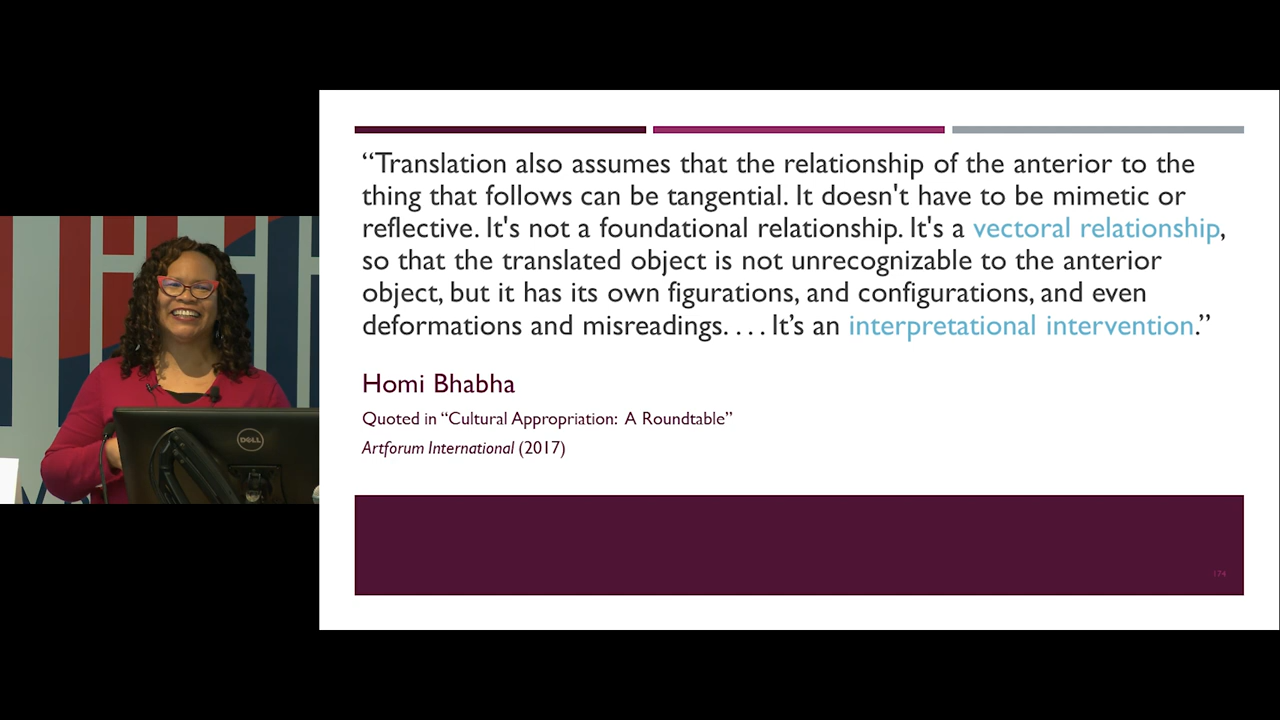 “Translation also assumes that the relationship of the anterior to the
thing that follows can be tangential. It doesn't have to be mimetic or
reflective. It's not a foundational relationship. It's a vectoral relationship,
so that the translated object is not unrecognizable to the anterior
object, but it has its own figurations, and configurations, and even
deformations and misreadings. . . . It’s an interpretational intervention.”
Homi Bhabha
Quoted in “Cultural Appropriation: A Roundtable”
Artforum International (2017)
DELL
174